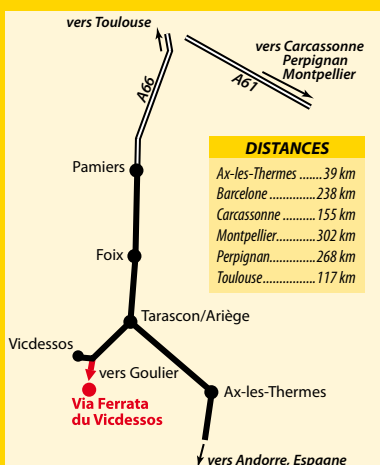 vers Toulouse
vers Carcassonne
Perpignan
Montpellier
A66
A61
DISTANCES
Ax-les-Thermes .......39 km
Barcelone .............238 km
Carcassonne .........155 km
Montpellier...........302 km
Perpignan.............268 km
Toulouse...............117 km
Pamiers
Foix
Tarascon/Ariège
Vicdessos
vers Goulier
Via Ferrata
du Vicdessos
Ax-les-Thermes
vers Andorre, Espagne